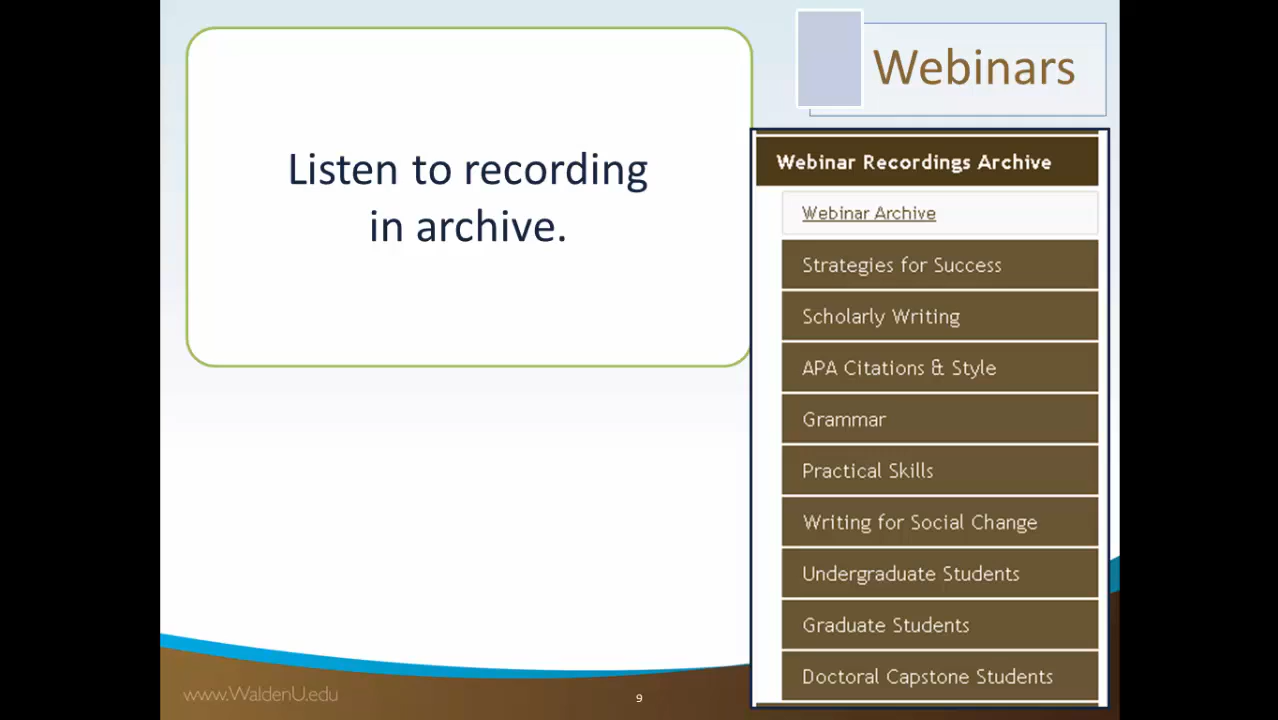 Webinars
Listen to recording
in archive.
Webinar Recordings Archive
Webinar Archive
Strategies for Success
Scholarly Writing
APA Citations & Style
Grammar
Practical Skills
Writing for Social Change
Undergraduate Students
Graduate Students
Doctoral Capstone Students
www.WaldenU.edu
9